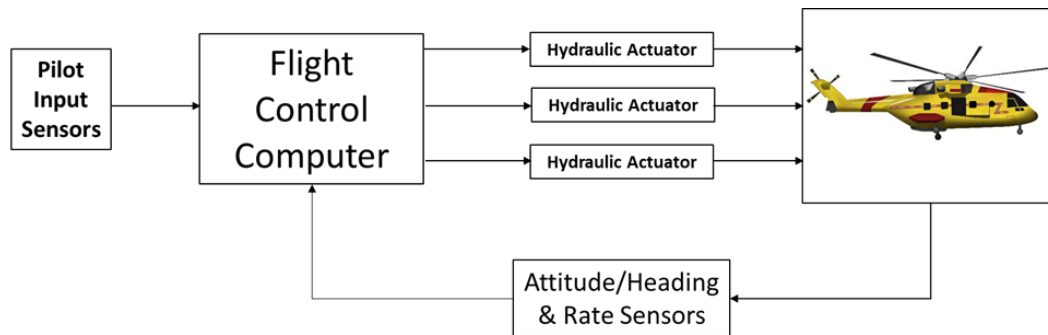 Pilot
Input
Sensors
Flight
Control
Computer
Hydraulic Actuator
Hydraulic Actuator
Hydraulic Actuator
Attitude/Heading
& Rate Sensors